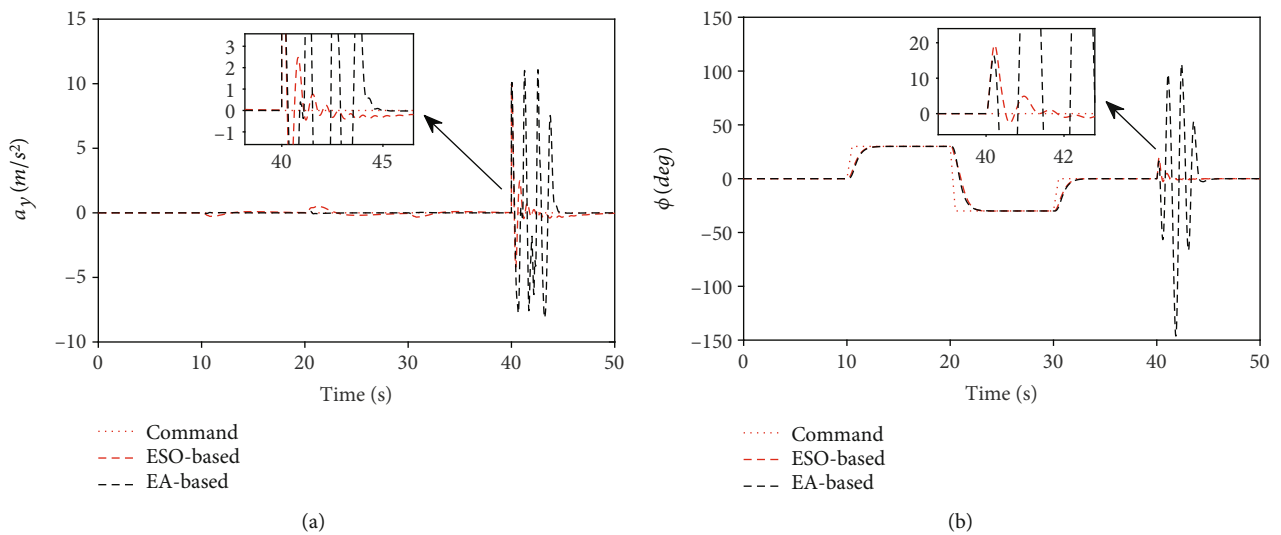 15
10
5
0
−5
−10
a_y (m/s²)
3
2
1
0
−1
40 45
0 10 20 30 40 50
Time (s)
Command
ESO-based
EA-based
(a)
150
100
50
0
−50
−100
−150
ϕ (deg)
20
10
0
40 42
0 10 20 30 40 50
Time (s)
Command
ESO-based
EA-based
(b)